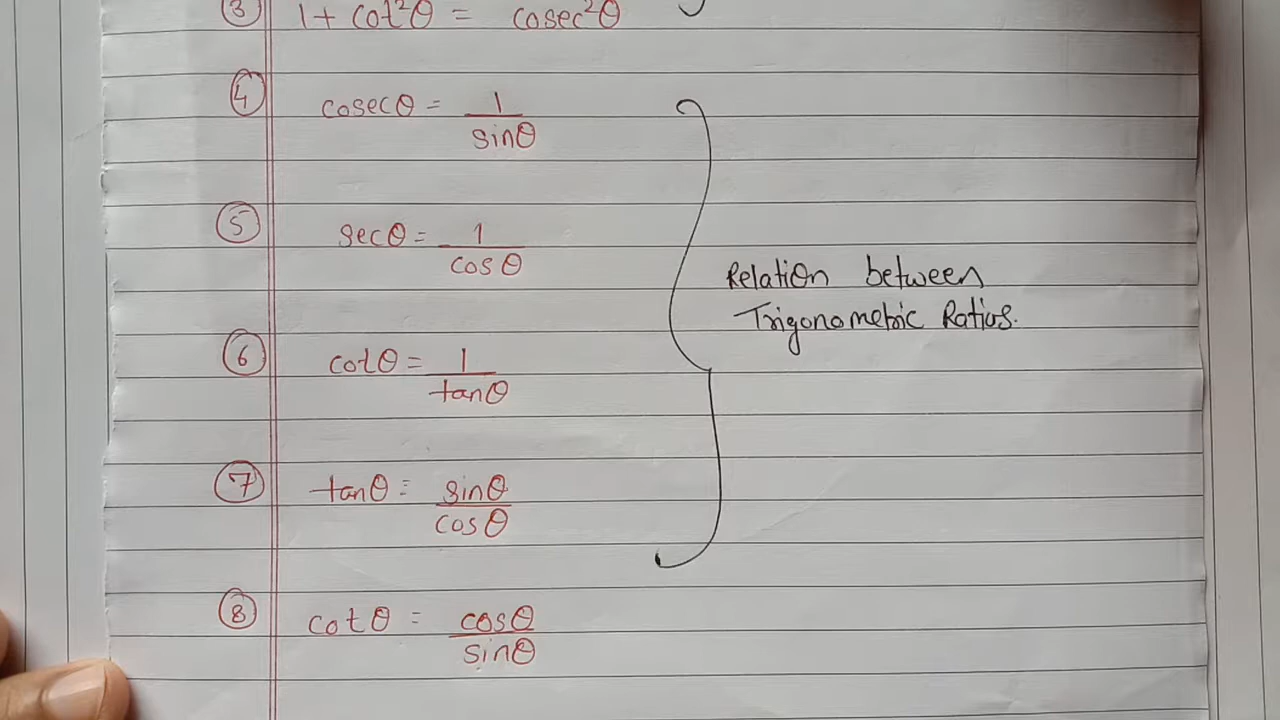 ③ 1 + cot²θ = cosec²θ
④ cosecθ = 1/sinθ
⑤ secθ = 1/cosθ
Relation between
Trigonometric Ratios.
⑥ cotθ = 1/tanθ
⑦ tanθ = sinθ/cosθ
⑧ cotθ = cosθ/sinθ